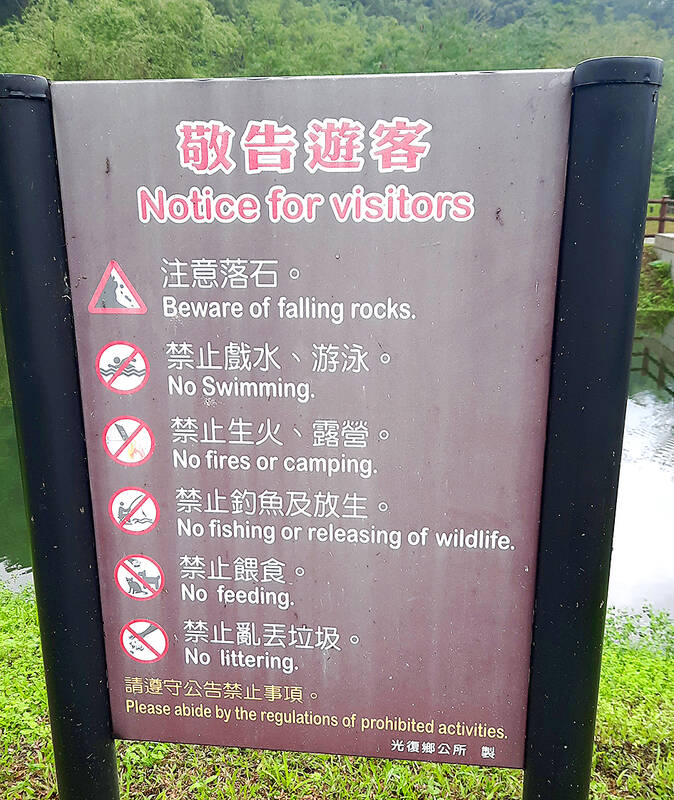 敬告遊客
Notice for visitors
注意落石。
Beware of falling rocks.
禁止戲水、游泳。
No Swimming.
禁止生火、露營。
No fires or camping.
禁止釣魚及放生。
No fishing or releasing of wildlife.
禁止餵食。
No feeding.
禁止亂丟垃圾。
No littering.
請遵守公告禁止事項。
Please abide by the regulations of prohibited activities.
光復鄉公所 製